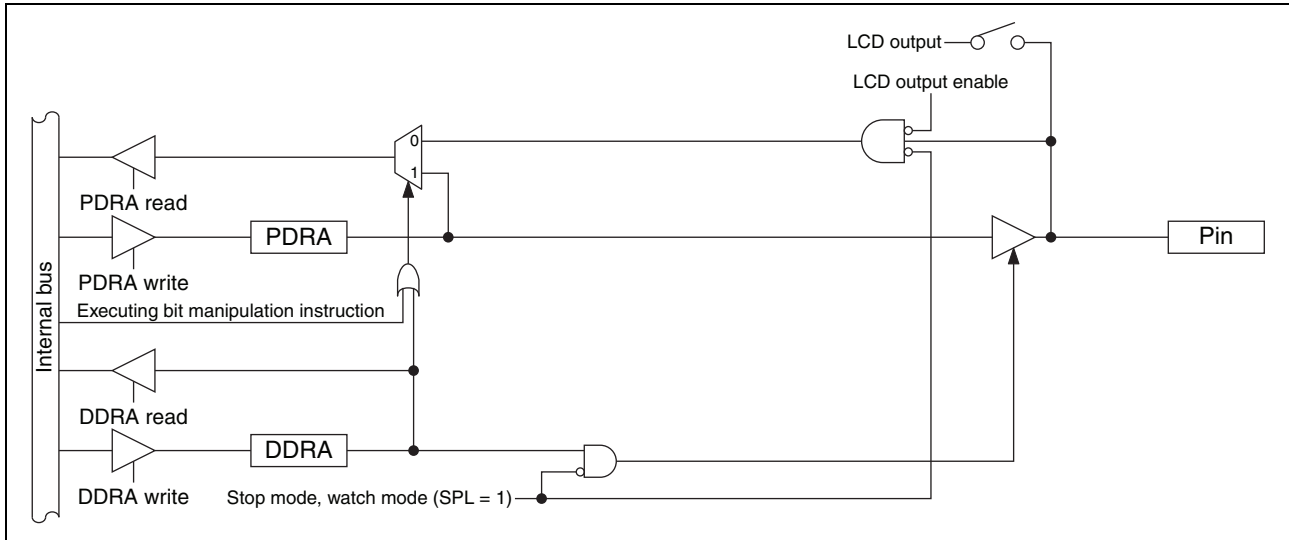 LCD output
LCD output enable
0
1
PDRA read
PDRA
Pin
PDRA write
Executing bit manipulation instruction
Internal bus
DDRA read
DDRA
DDRA write
Stop mode, watch mode (SPL = 1)